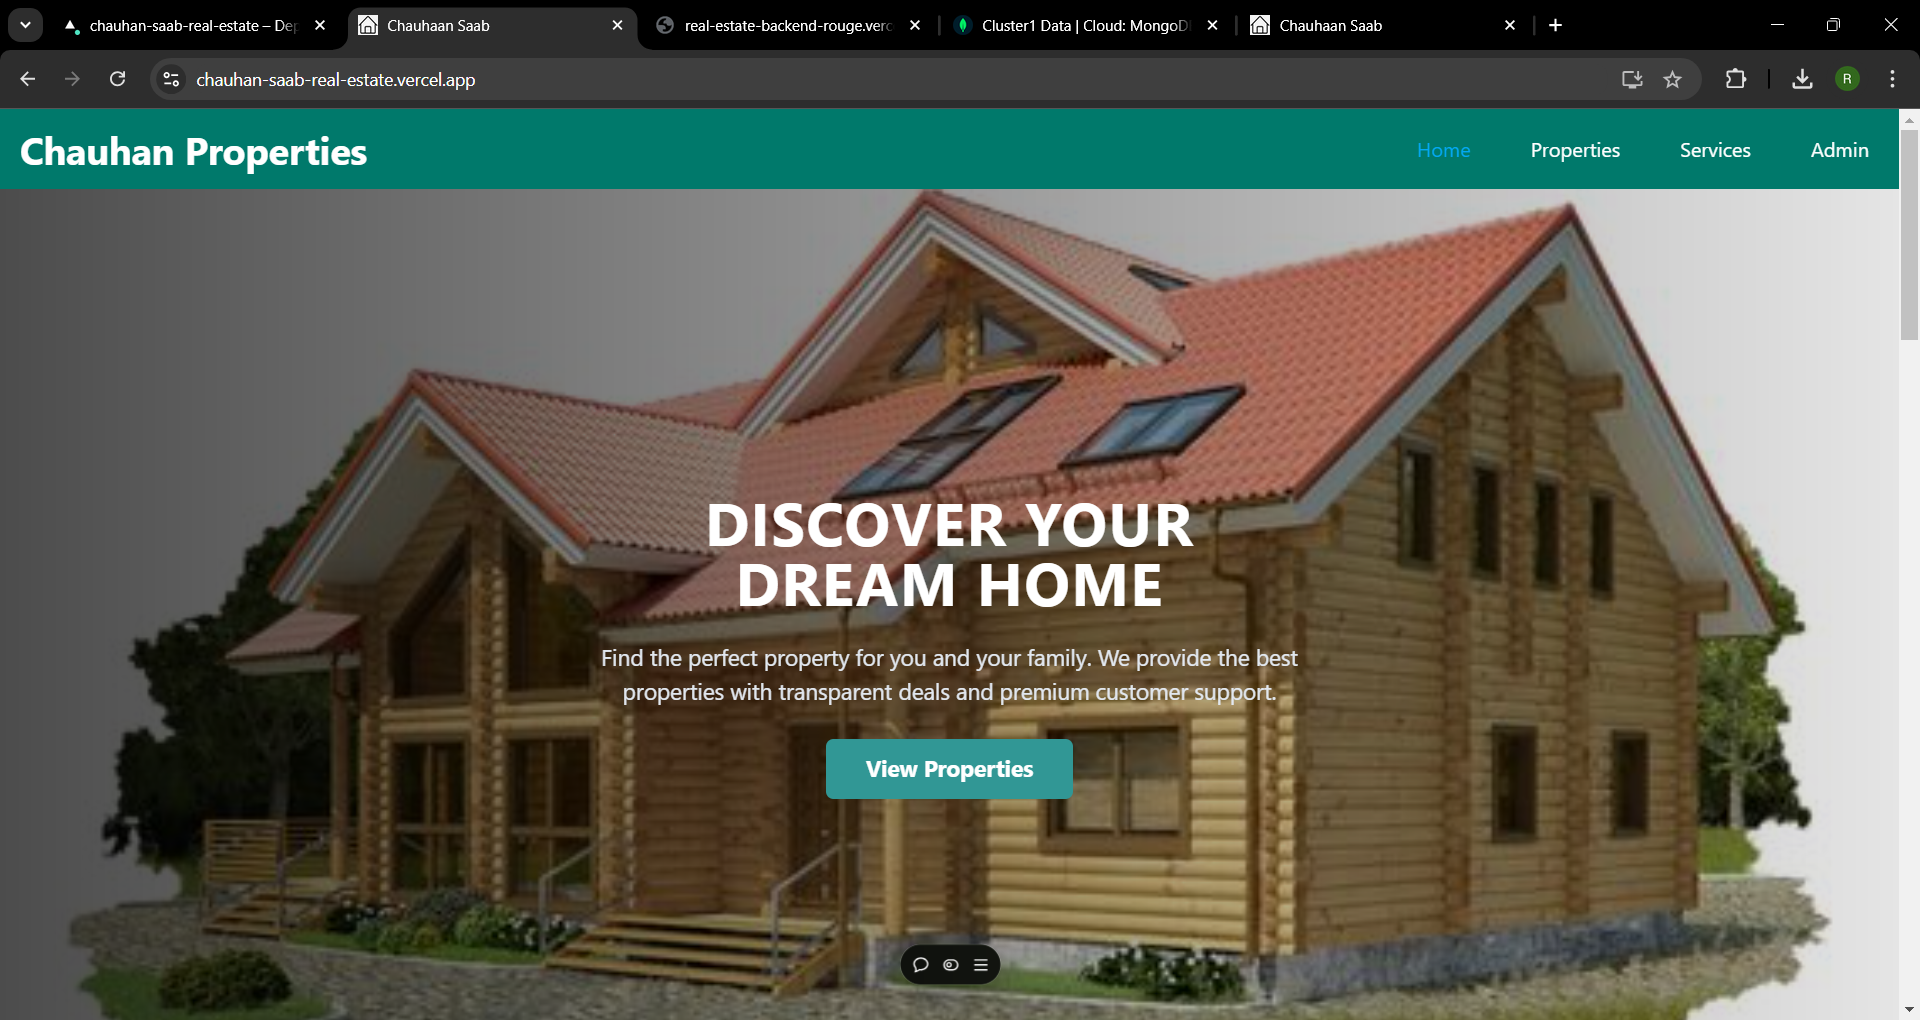 chauhan-saab-real-estate – Dep
Chauhaan Saab
real-estate-backend-rouge.verc
Cluster1 Data | Cloud: MongoD
Chauhaan Saab
chauhan-saab-real-estate.vercel.app
R
Chauhan Properties
Home
Properties
Services
Admin
DISCOVER YOUR
DREAM HOME
Find the perfect property for you and your family. We provide the best
properties with transparent deals and premium customer support.
View Properties